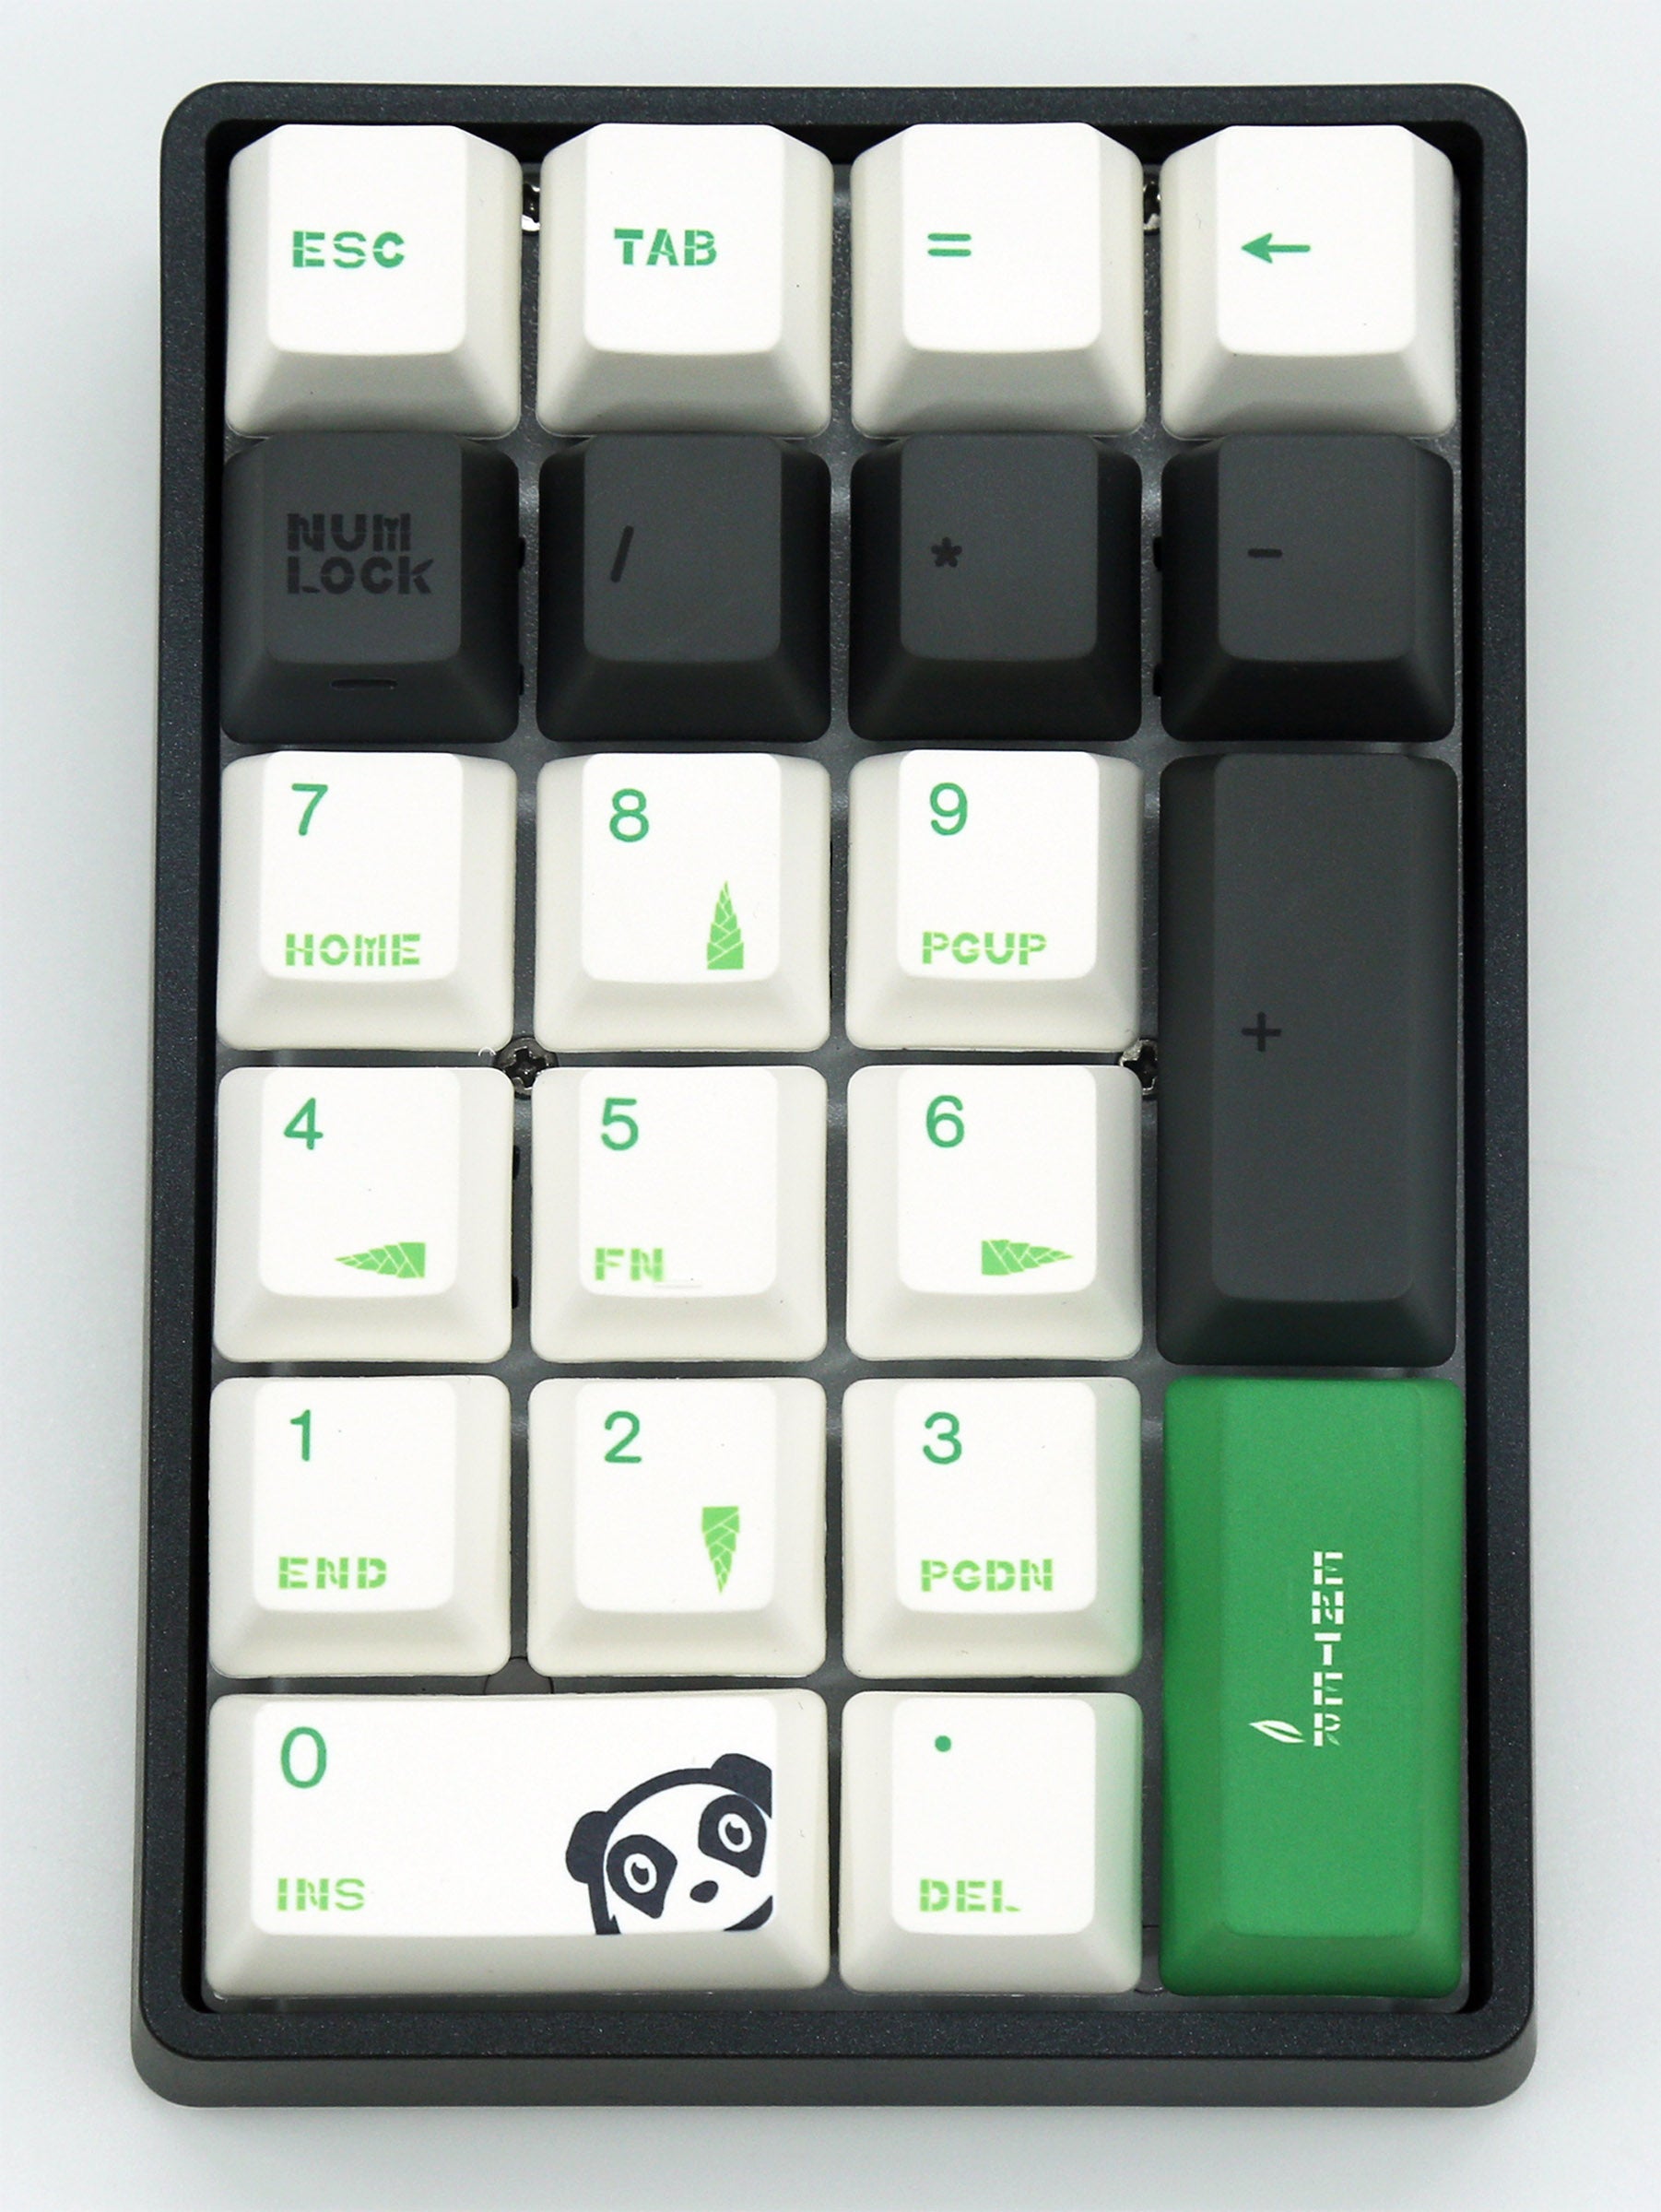 ESC
TAB
=
←
NUM
LOCK
/
*
-
7
HOME
8
9
PGUP
+
4
5
FN
6
1
END
2
3
PGDN
0
INS
.
DEL